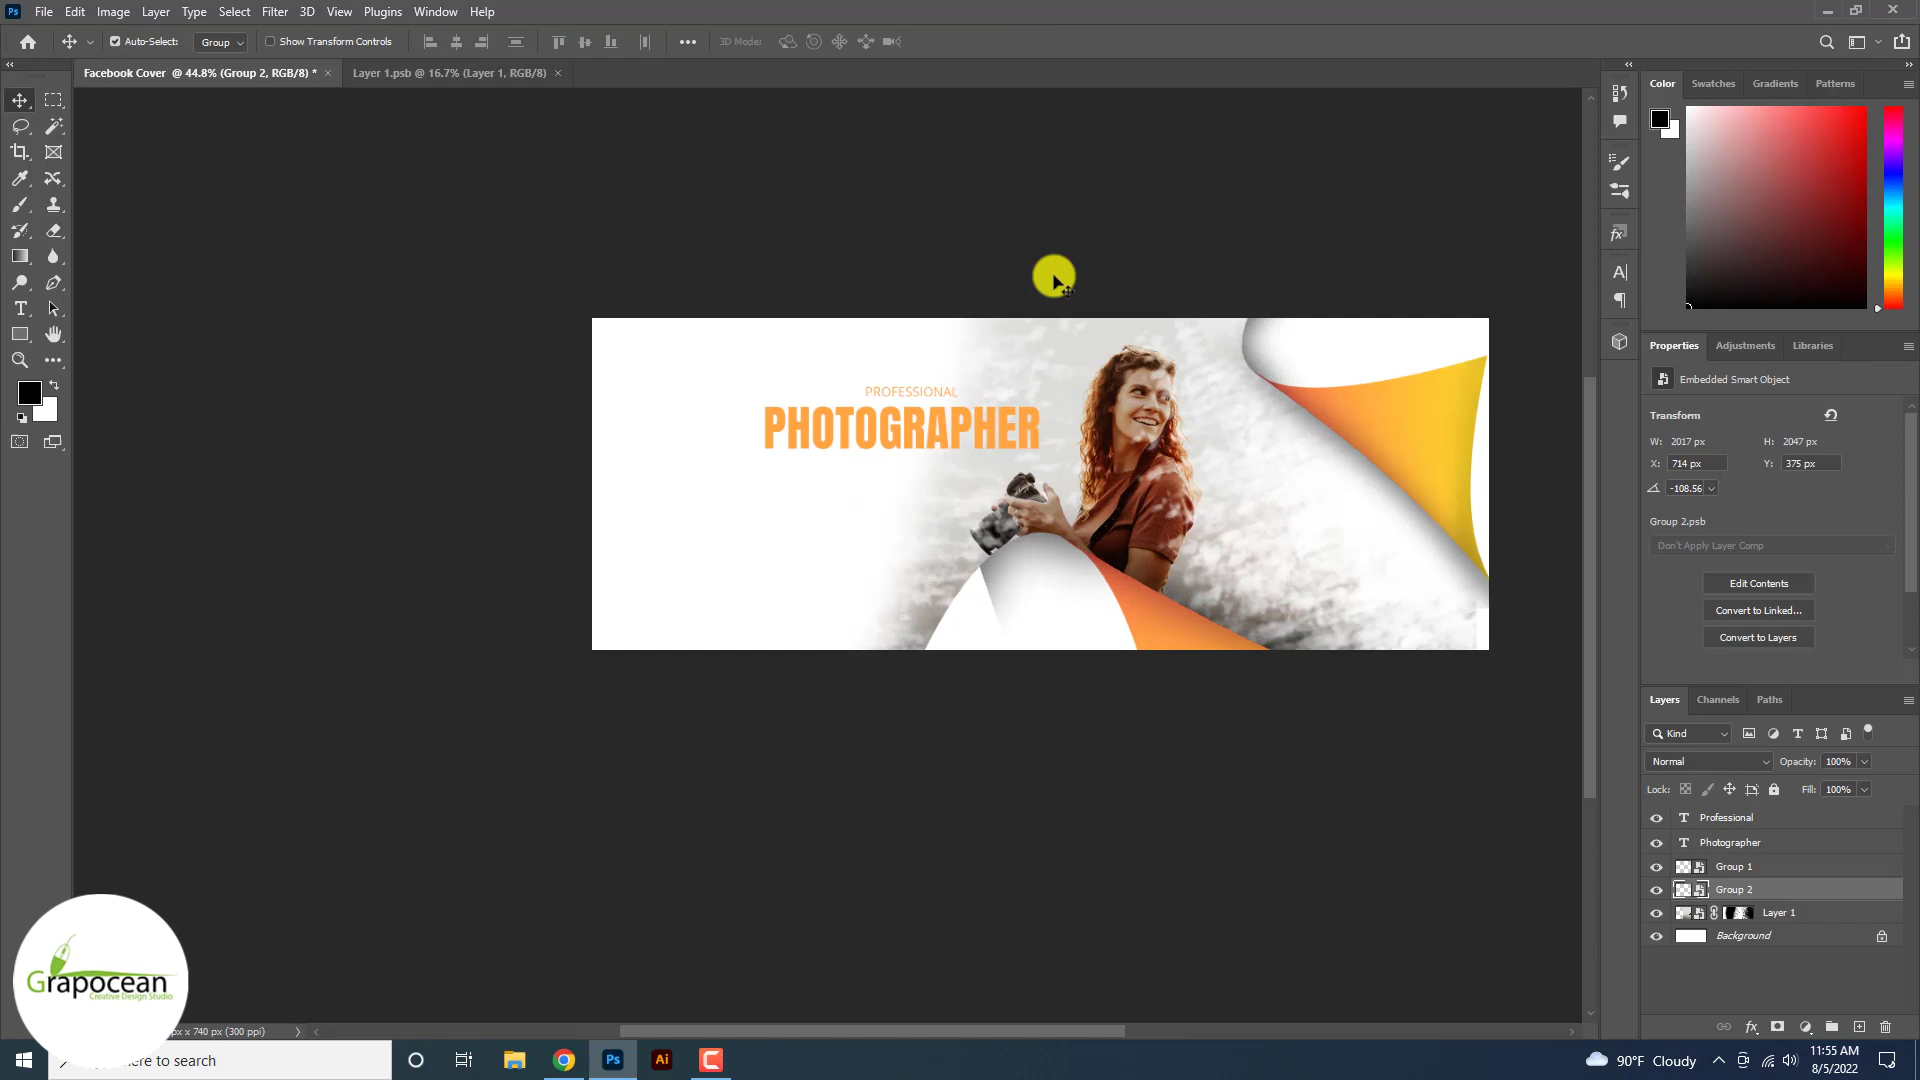 Ps File Edit Image Layer Type Select Filter 3D View Plugins Window Help
Auto-Select: Group Show Transform Controls 3D Mode:
Facebook Cover @ 44.8% (Group 2, RGB/8) * × Layer 1.psb @ 16.7% (Layer 1, RGB/8) ×
Color Swatches Gradients Patterns
Properties Adjustments Libraries
Embedded Smart Object
Transform
W: 2017 px H: 2047 px
X: 714 px Y: 375 px
-108.56
Group 2.psb
Don't Apply Layer Comp
Edit Contents
Convert to Linked...
Convert to Layers
PROFESSIONAL
PHOTOGRAPHER
Layers Channels Paths
Kind
Normal Opacity: 100%
Lock: Fill: 100%
Professional
Photographer
Group 1
Group 2
Layer 1
Background
Grapocean
Creative Design Studio
px x 740 px (300 ppi)
here to search
Ps Ai
90°F Cloudy
11:55 AM
8/5/2022